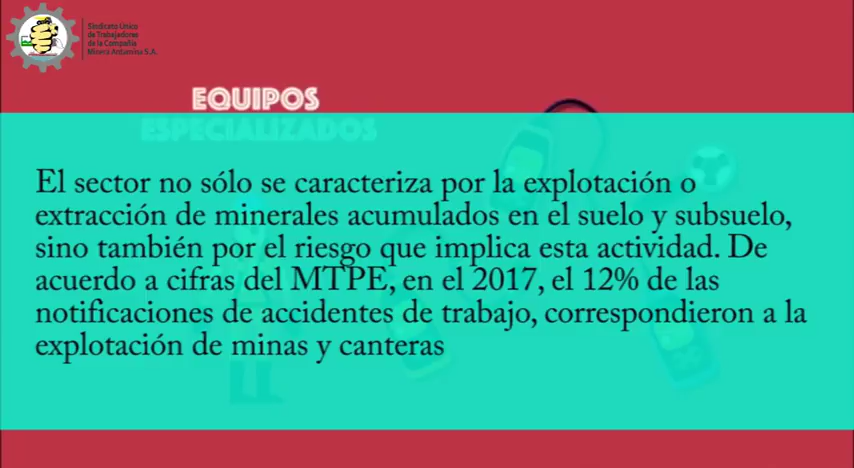 Sindicato Único
de Trabajadores
de la Compañía
Minera Antamina S.A.
EQUIPOS
ESPECIALIZADOS
El sector no sólo se caracteriza por la explotación o
extracción de minerales acumulados en el suelo y subsuelo,
sino también por el riesgo que implica esta actividad. De
acuerdo a cifras del MTPE, en el 2017, el 12% de las
notificaciones de accidentes de trabajo, correspondieron a la
explotación de minas y canteras